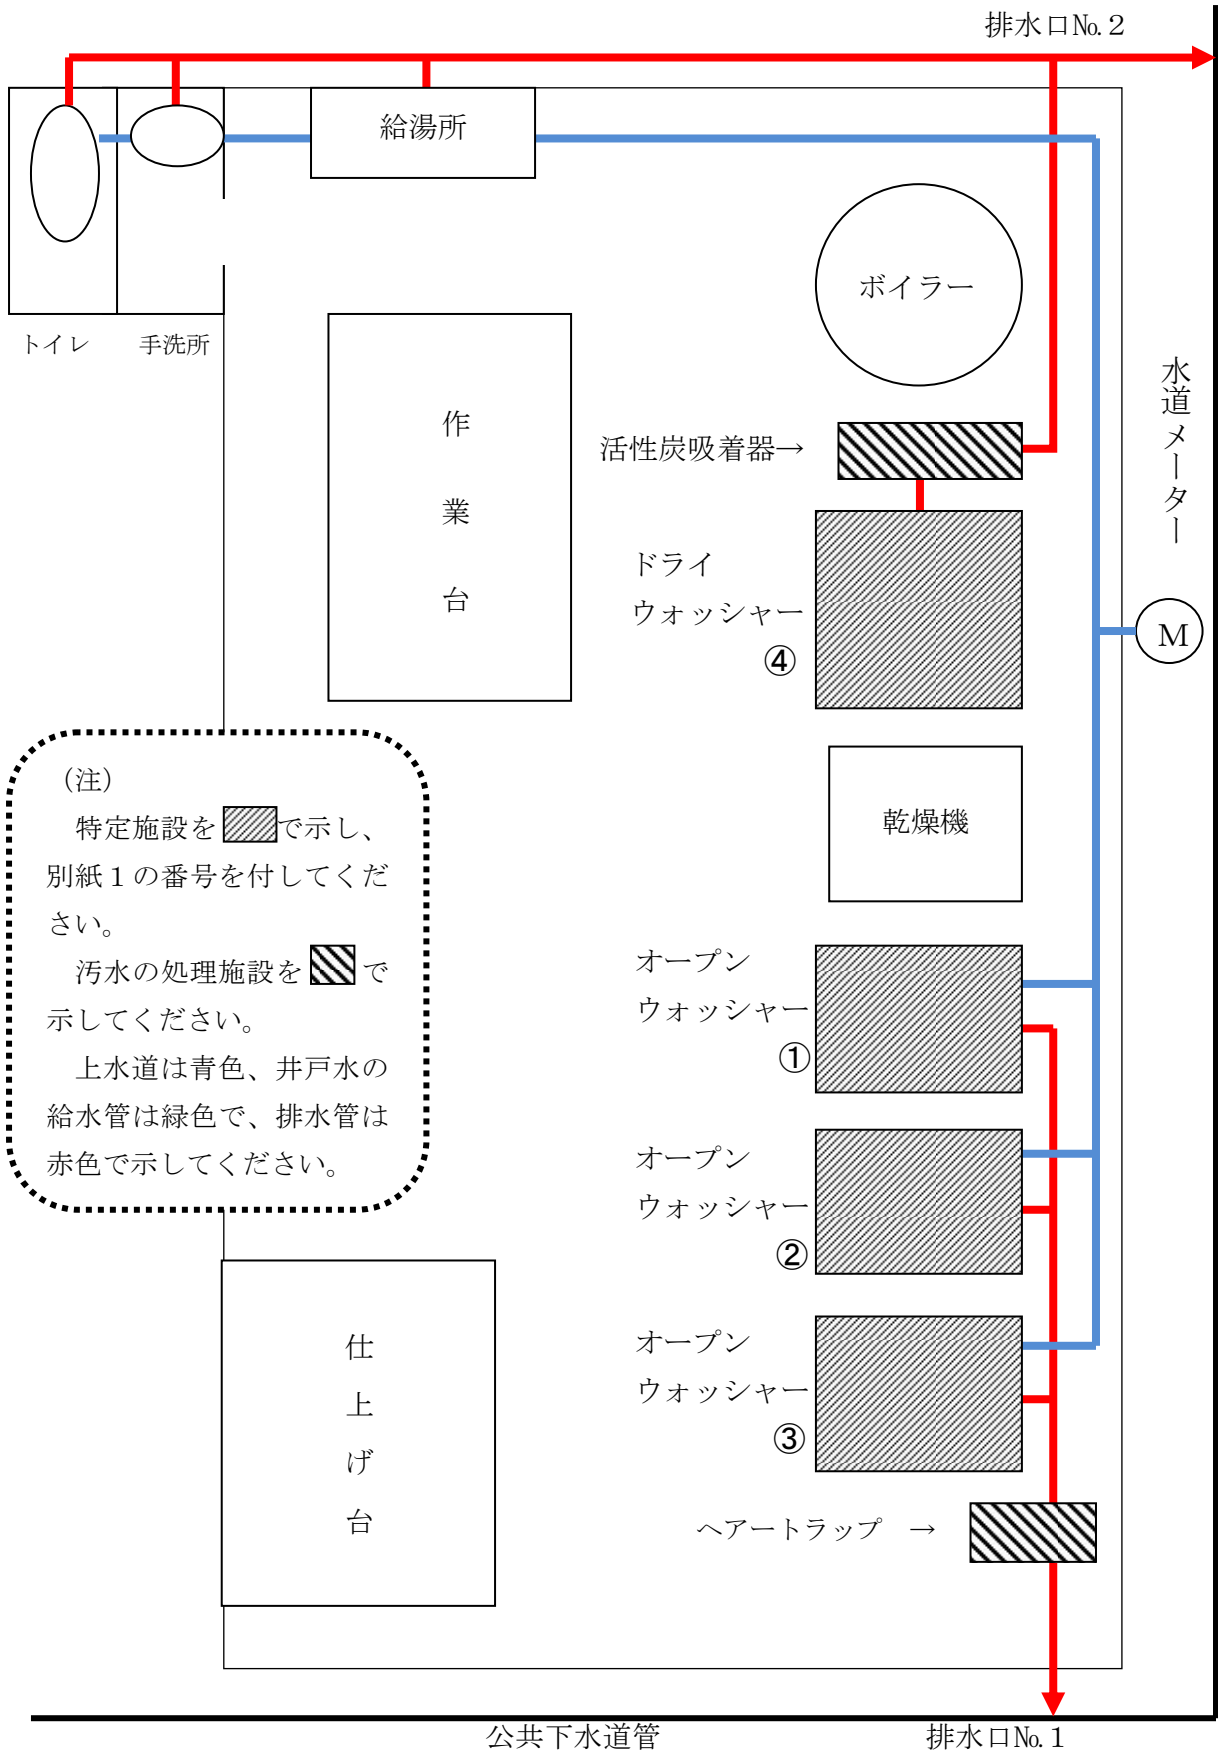 排水口№.2
給湯所
ボイラー
トイレ
手洗所
水道メーター
作業台
活性炭吸着器→
ドライ
ウォッシャー
④
M
(注)
特定施設を で示し、
別紙1の番号を付してくだ
さい。
汚水の処理施設を で
示してください。
上水道は青色、井戸水の
給水管は緑色で、排水管は
赤色で示してください。
乾燥機
オープン
ウォッシャー
①
オープン
ウォッシャー
②
仕上げ台
オープン
ウォッシャー
③
ヘアートラップ →
公共下水道管
排水口№.1